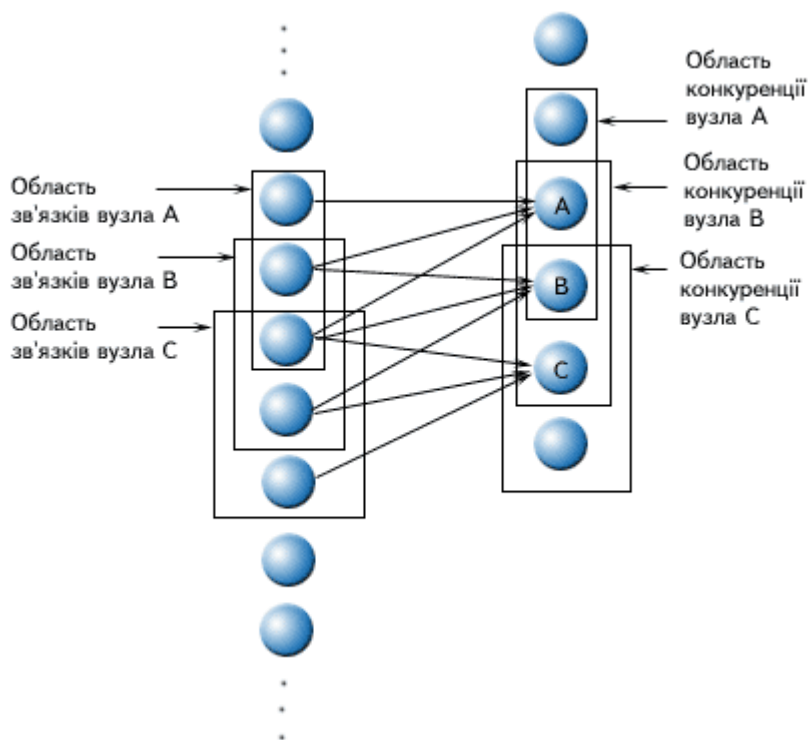 Область
зв'язків вузла A
Область
зв'язків вузла B
Область
зв'язків вузла C
A
B
C
Область
конкуренції
вузла A
Область
конкуренції
вузла B
Область
конкуренції
вузла C